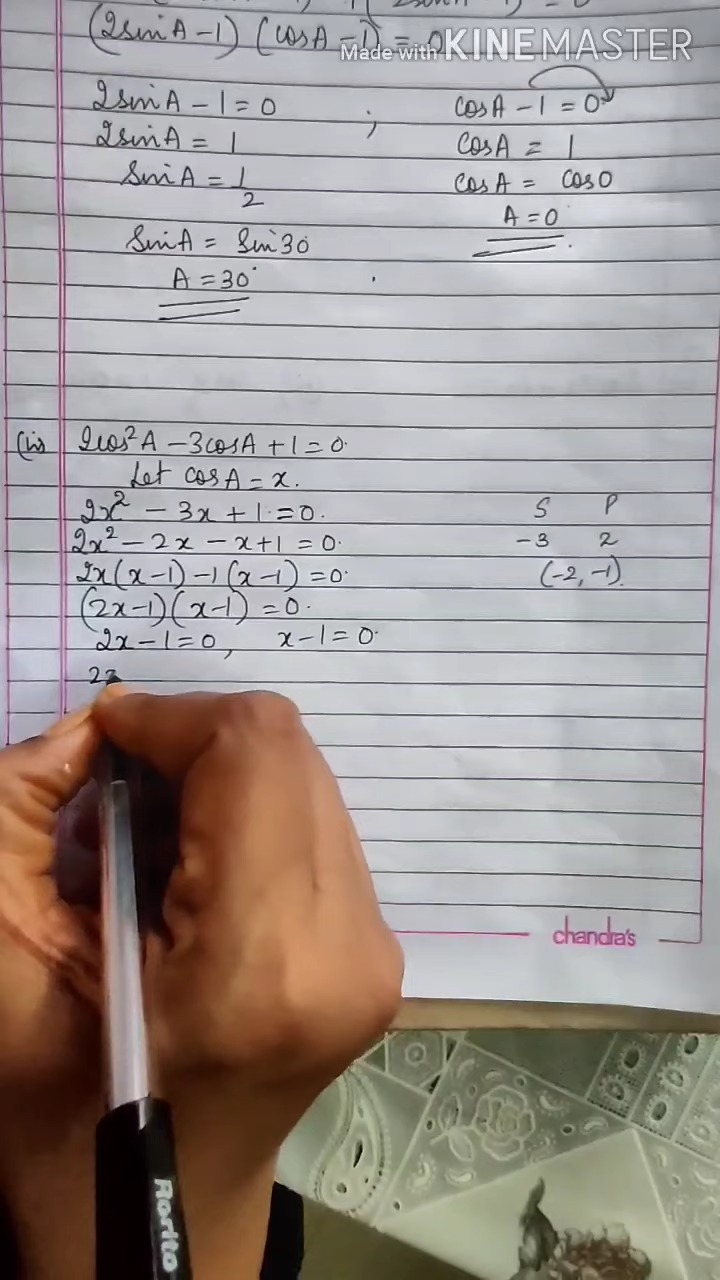 (2sinA-1) (cosA-1) = 0
Made with KINEMASTER
2sinA - 1 = 0 ; cosA - 1 = 0
2sinA = 1 cosA = 1
sinA = 1/2 cosA = cos0
A = 0
sinA = sin30
A = 30°
2cos²A - 3cosA + 1 = 0.
Let cosA = x.
2x² - 3x + 1 = 0. S P
2x² - 2x - x + 1 = 0. -3 2
2x(x-1) -1(x-1) = 0. (-2, -1).
(2x-1)(x-1) = 0.
2x - 1 = 0, x - 1 = 0.
chandra's
Rorito